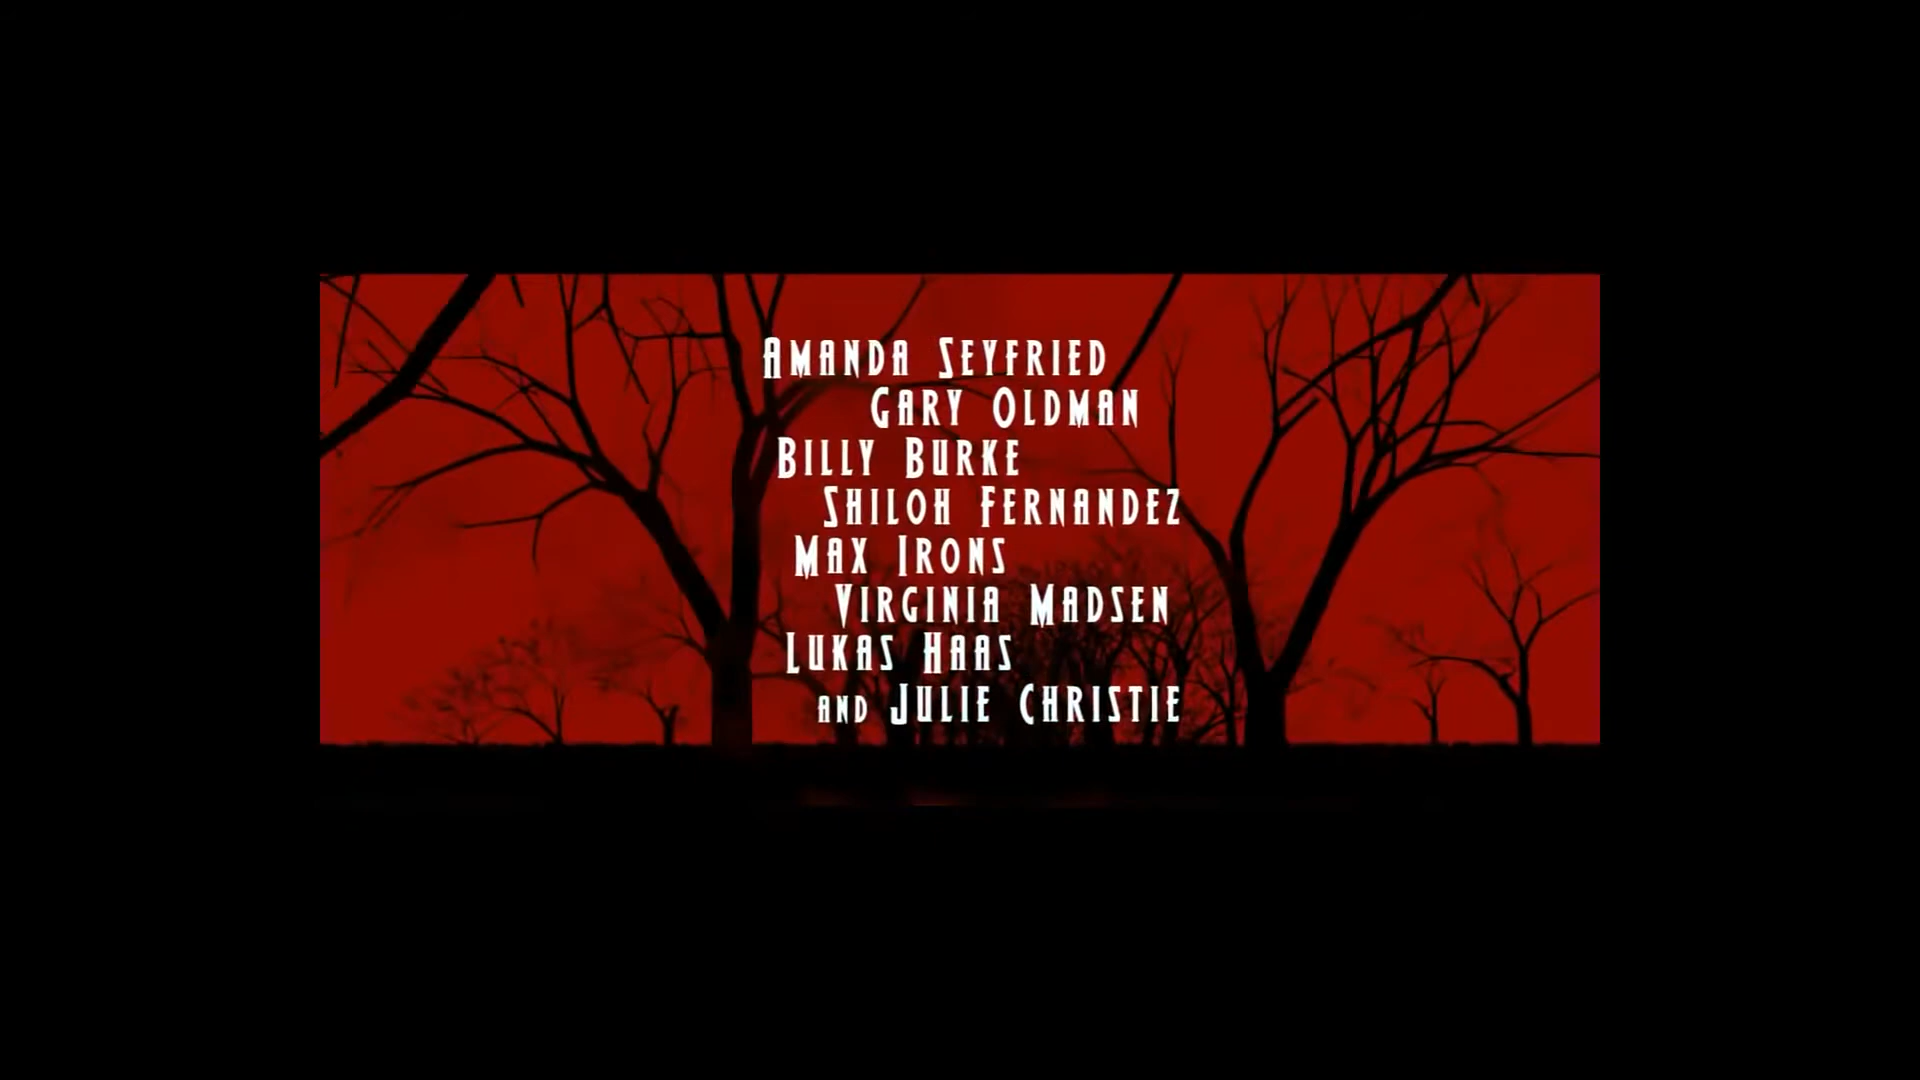 Amanda Seyfried
Gary Oldman
Billy Burke
Shiloh Fernandez
Max Irons
Virginia Madsen
Lukas Haas
and Julie Christie